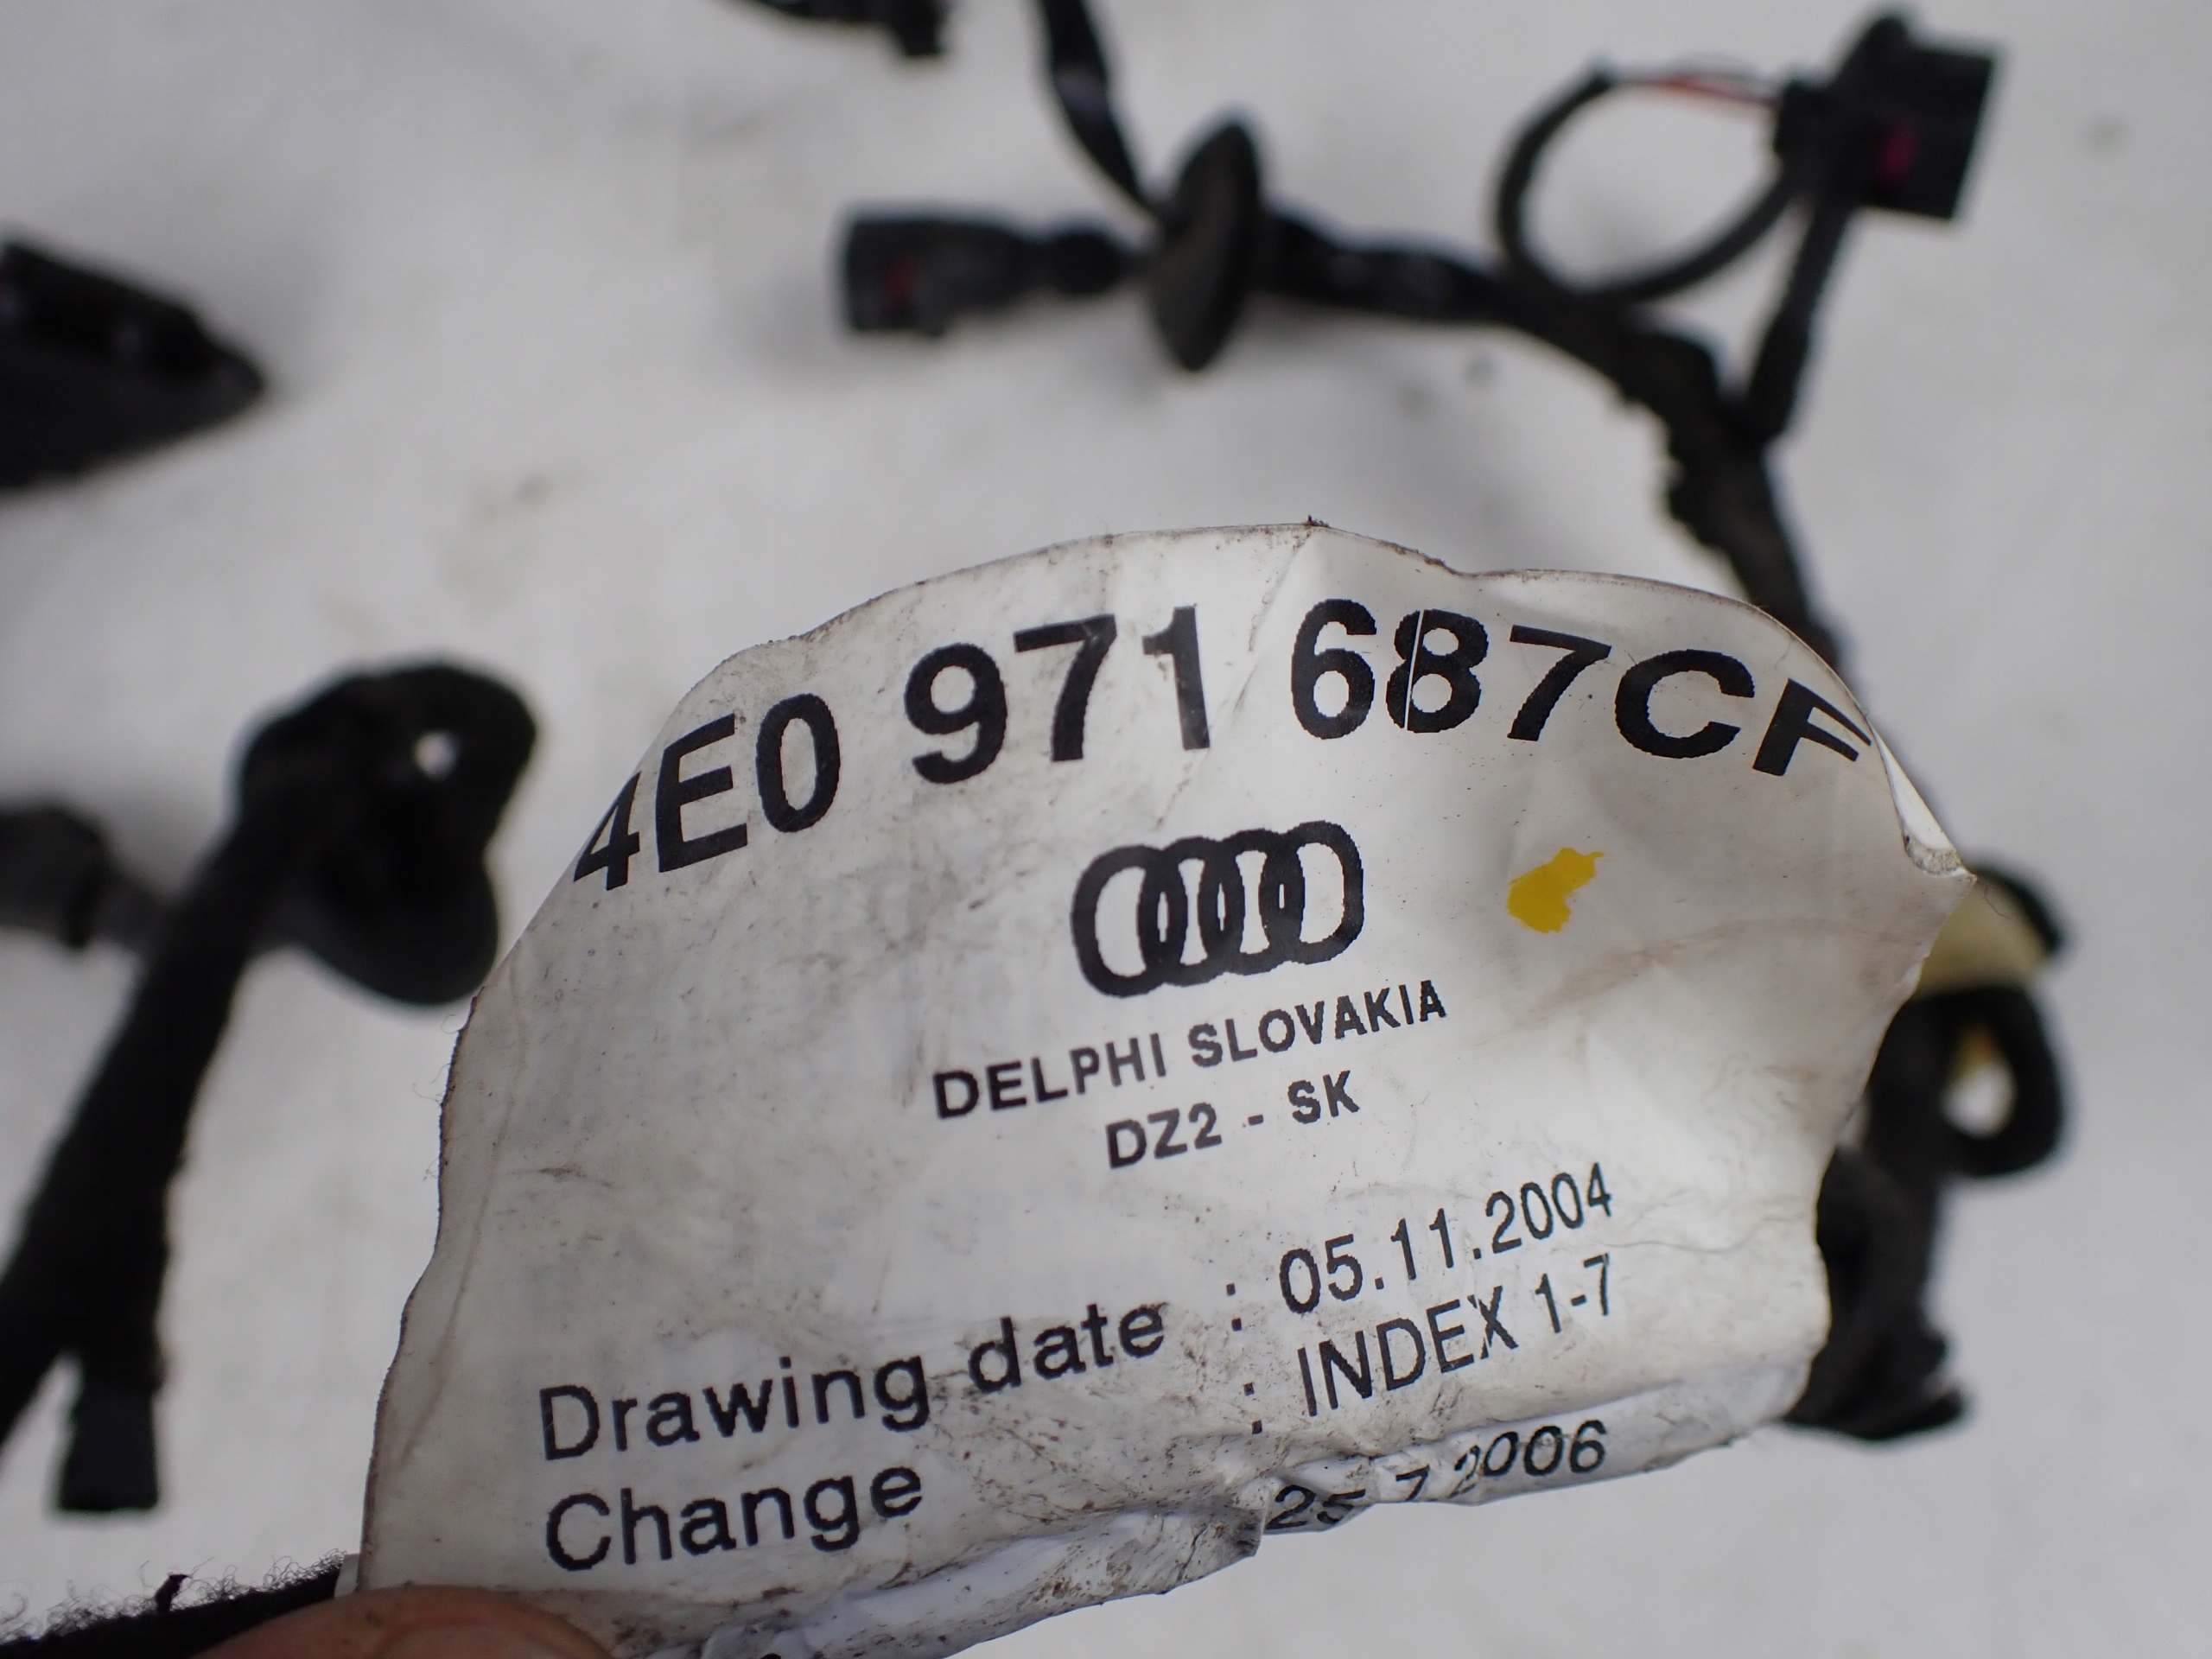 4E0 971 687CF
DELPHI SLOVAKIA
DZ2 - SK
Drawing date : 05.11.2004
Change : INDEX 1-7
25.7.2006